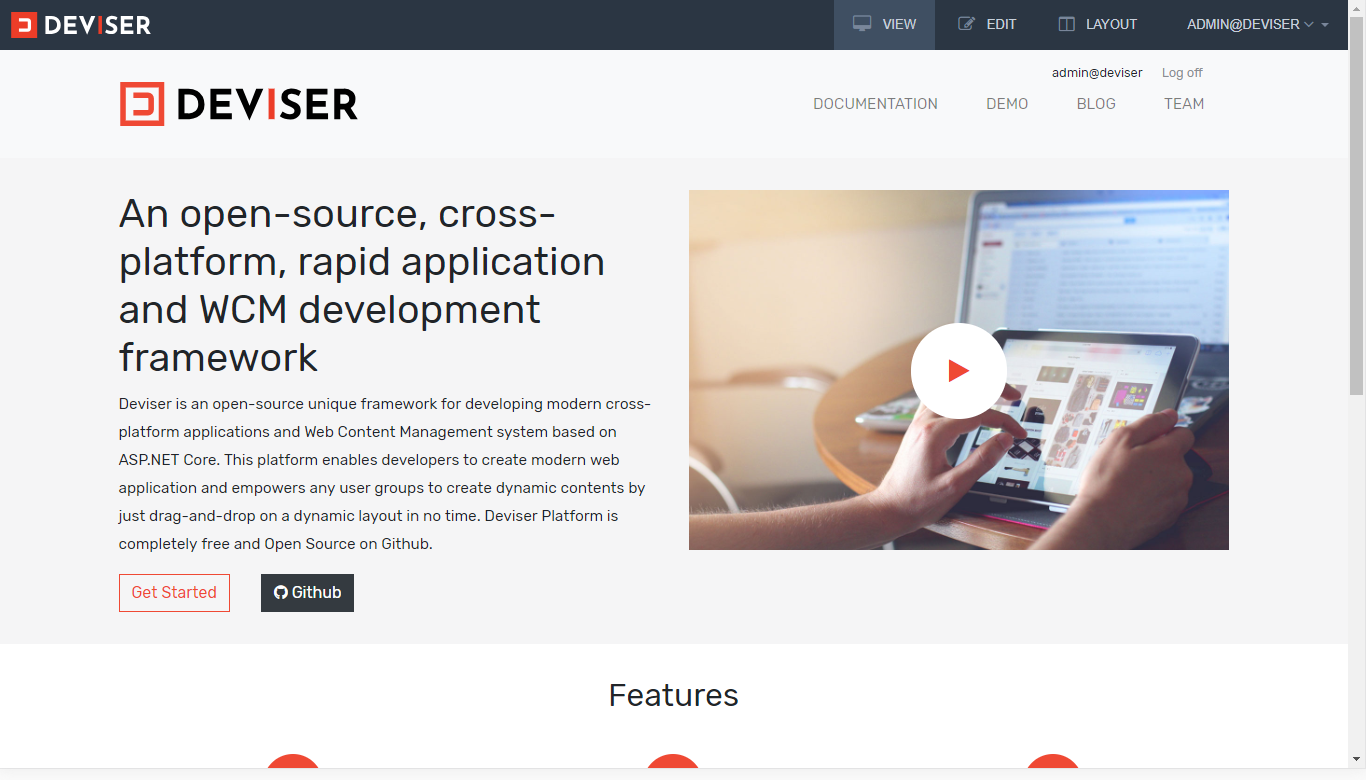 DEVISER
VIEW
EDIT
LAYOUT
ADMIN@DEVISER
admin@deviser
Log off
DEVISER
DOCUMENTATION
DEMO
BLOG
TEAM
An open-source, cross-
platform, rapid application
and WCM development
framework
Deviser is an open-source unique framework for developing modern cross-
platform applications and Web Content Management system based on
ASP.NET Core. This platform enables developers to create modern web
application and empowers any user groups to create dynamic contents by
just drag-and-drop on a dynamic layout in no time. Deviser Platform is
completely free and Open Source on Github.
Get Started
Github
Features